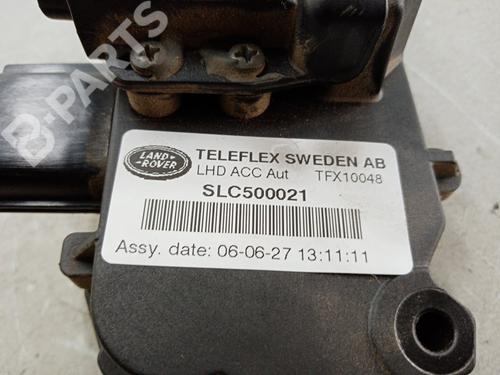 B-PARTS
LAND ROVER
TELEFLEX SWEDEN AB
LHD ACC Aut TFX10048
SLC500021
Assy. date: 06-06-27 13:11:11